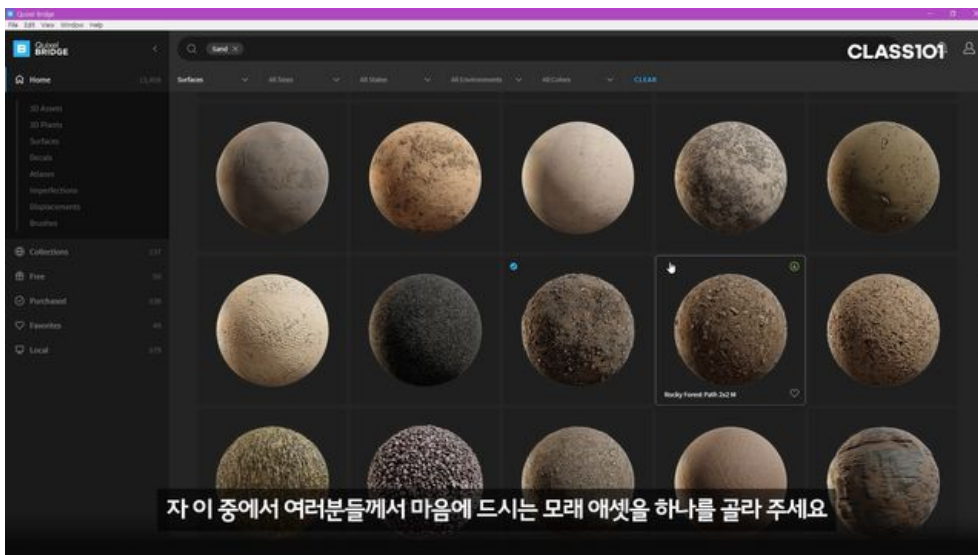 Quixel Bridge
File Edit View Window Help
Quixel
BRIDGE
Sand ×
CLASS101
Home
Surfaces
All Sizes
All States
All Environments
All Colors
CLEAR
3D Assets
3D Plants
Surfaces
Decals
Atlases
Imperfections
Displacements
Brushes
Collections
Free
Purchased
Favorites
Local
Rocky Forest Path 2x2 M
자 이 중에서 여러분들께서 마음에 드시는 모래 애셋을 하나를 골라 주세요